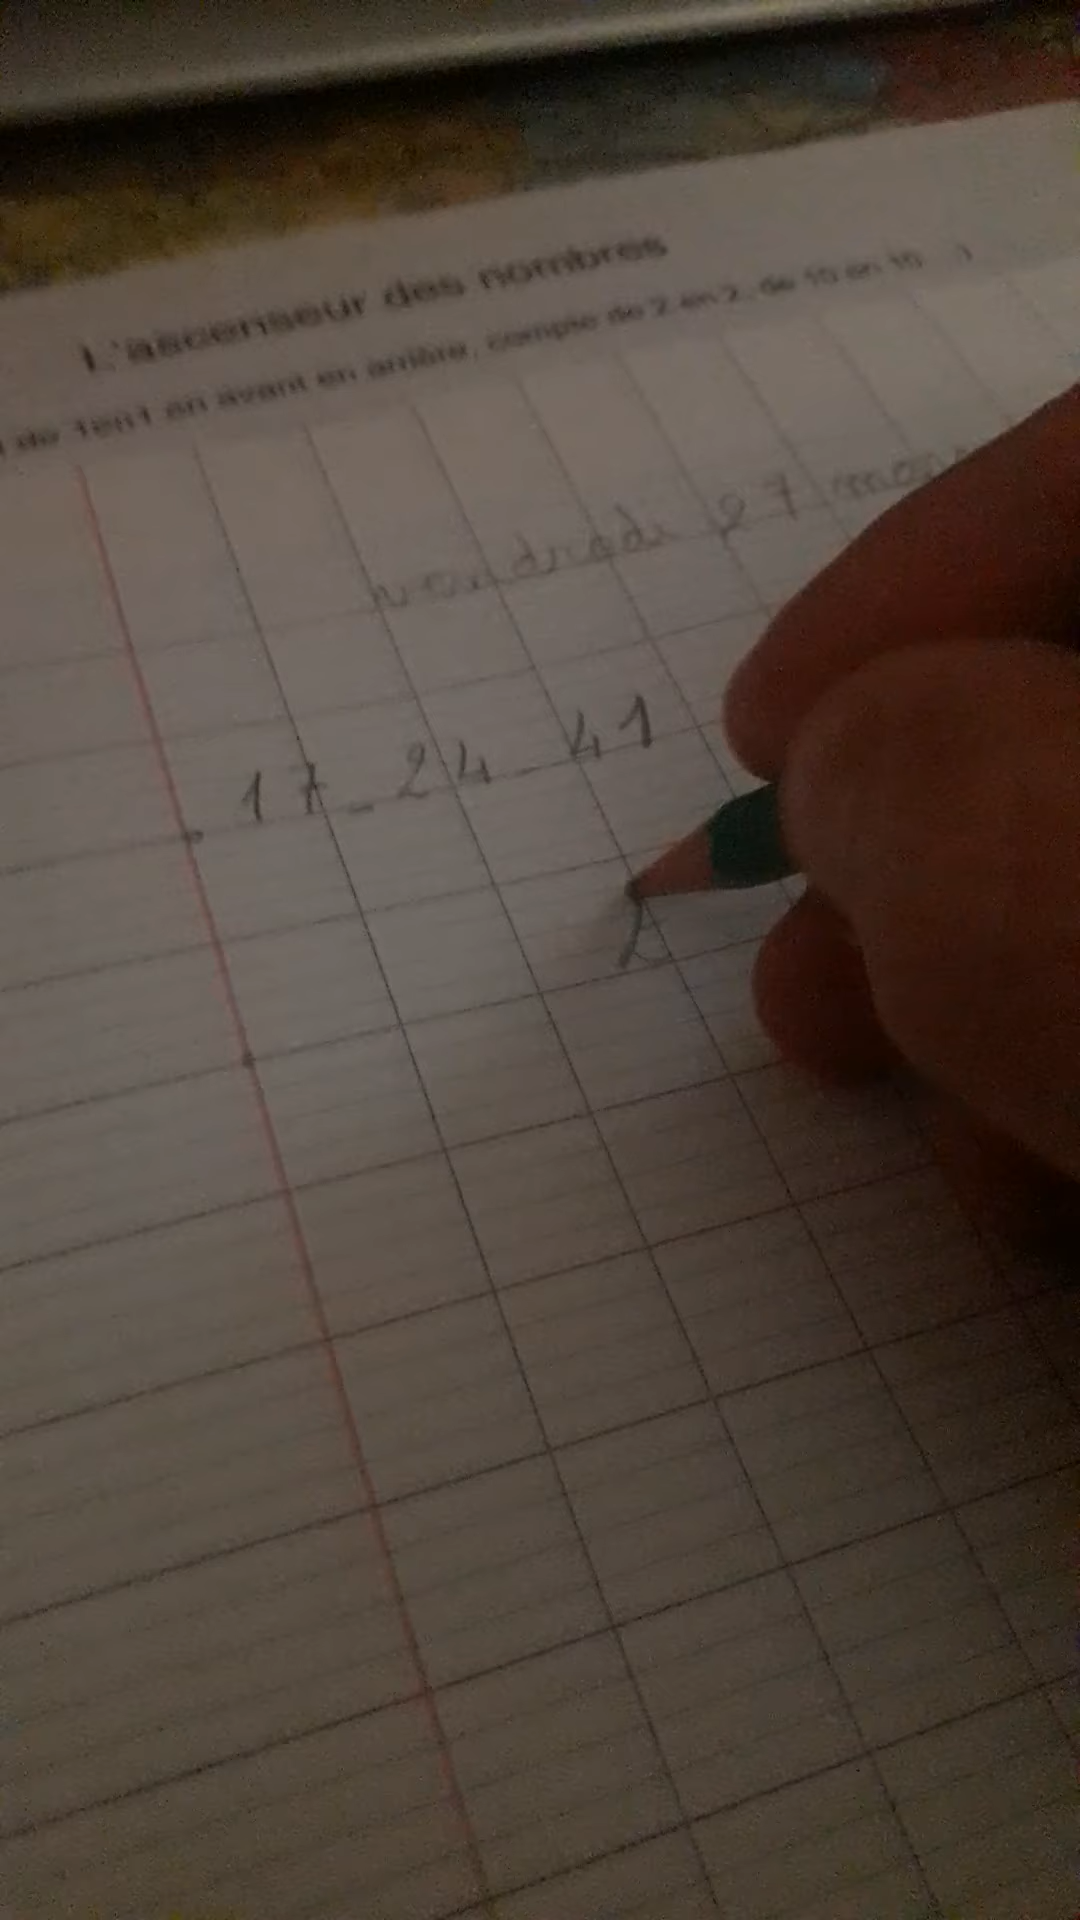 L'ascenseur des nombres
de 1en1 en avant en arrière, compte de 2 en 2, de 10 en 10 ...)
vendredi 27
. 17 - 24 - 41